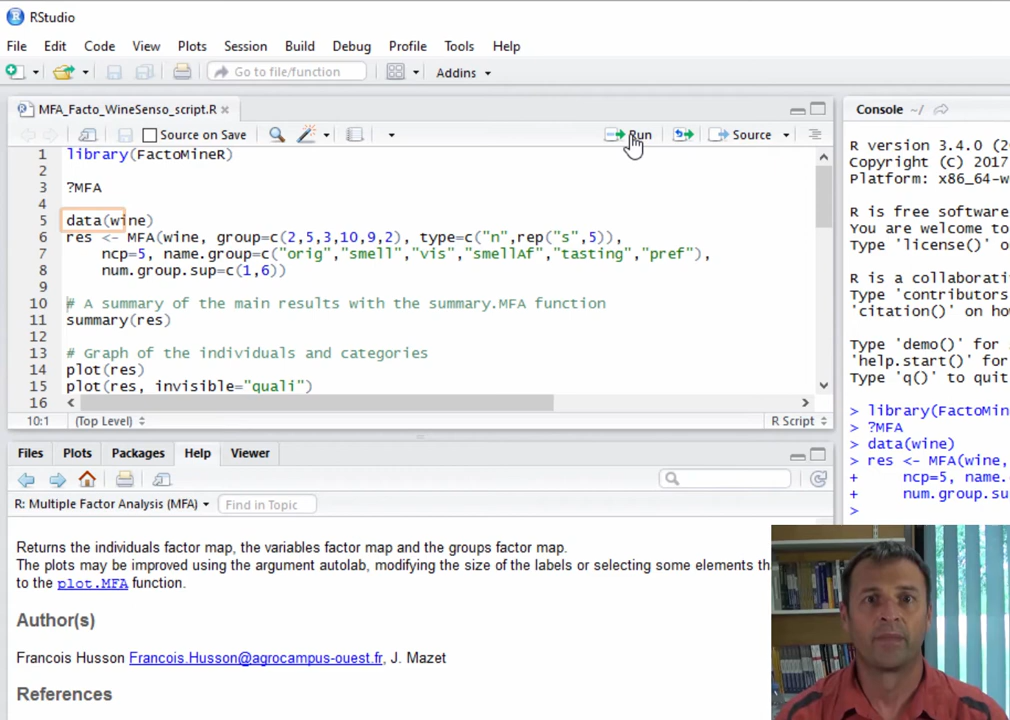 RStudio
File Edit Code View Plots Session Build Debug Profile Tools Help
Go to file/function Addins
MFA_Facto_WineSenso_script.R
Source on Save Run Source
1 library(FactoMineR)
2
3 ?MFA
4
5 data(wine)
6 res <- MFA(wine, group=c(2,5,3,10,9,2), type=c("n",rep("s",5)),
7 ncp=5, name.group=c("orig","smell","vis","smellAf","tasting","pref"),
8 num.group.sup=c(1,6))
9
10 # A summary of the main results with the summary.MFA function
11 summary(res)
12
13 # Graph of the individuals and categories
14 plot(res)
15 plot(res, invisible="quali")
16
10:1 (Top Level) R Script
Files Plots Packages Help Viewer
R: Multiple Factor Analysis (MFA) Find in Topic
Returns the individuals factor map, the variables factor map and the groups factor map.
The plots may be improved using the argument autolab, modifying the size of the labels or selecting some elements th
to the plot.MFA function.
Author(s)
Francois Husson Francois.Husson@agrocampus-ouest.fr, J. Mazet
References
Console ~/
R version 3.4.0 (20
Copyright (C) 2017
Platform: x86_64-w
R is free software
You are welcome to
Type 'license()' o
R is a collaborati
Type 'contributors
'citation()' on how
Type 'demo()' for
'help.start()' for
Type 'q()' to quit
> library(FactoMin
> ?MFA
> data(wine)
> res <- MFA(wine,
+ ncp=5, name.
+ num.group.su
>